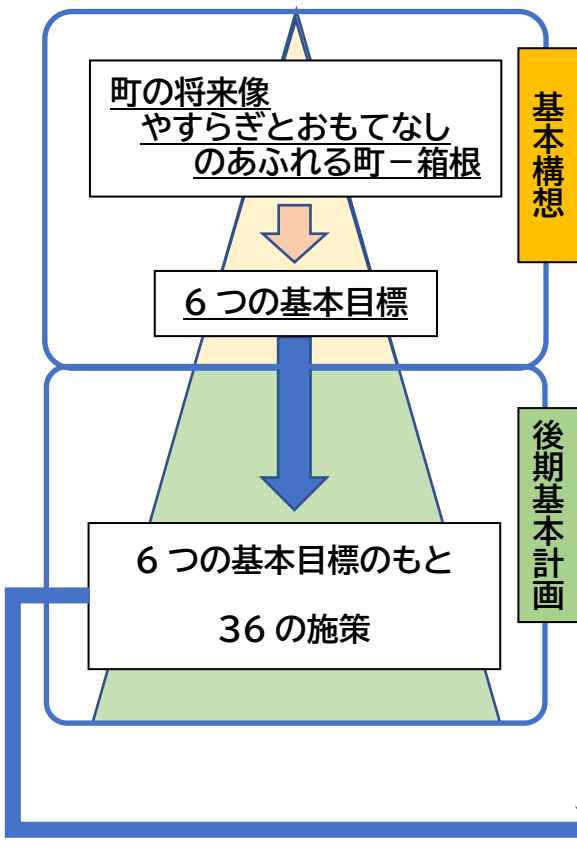 町の将来像
やすらぎとおもてなし
のあふれる町－箱根
基本構想
6 つの基本目標
後期基本計画
6 つの基本目標のもと
36 の施策